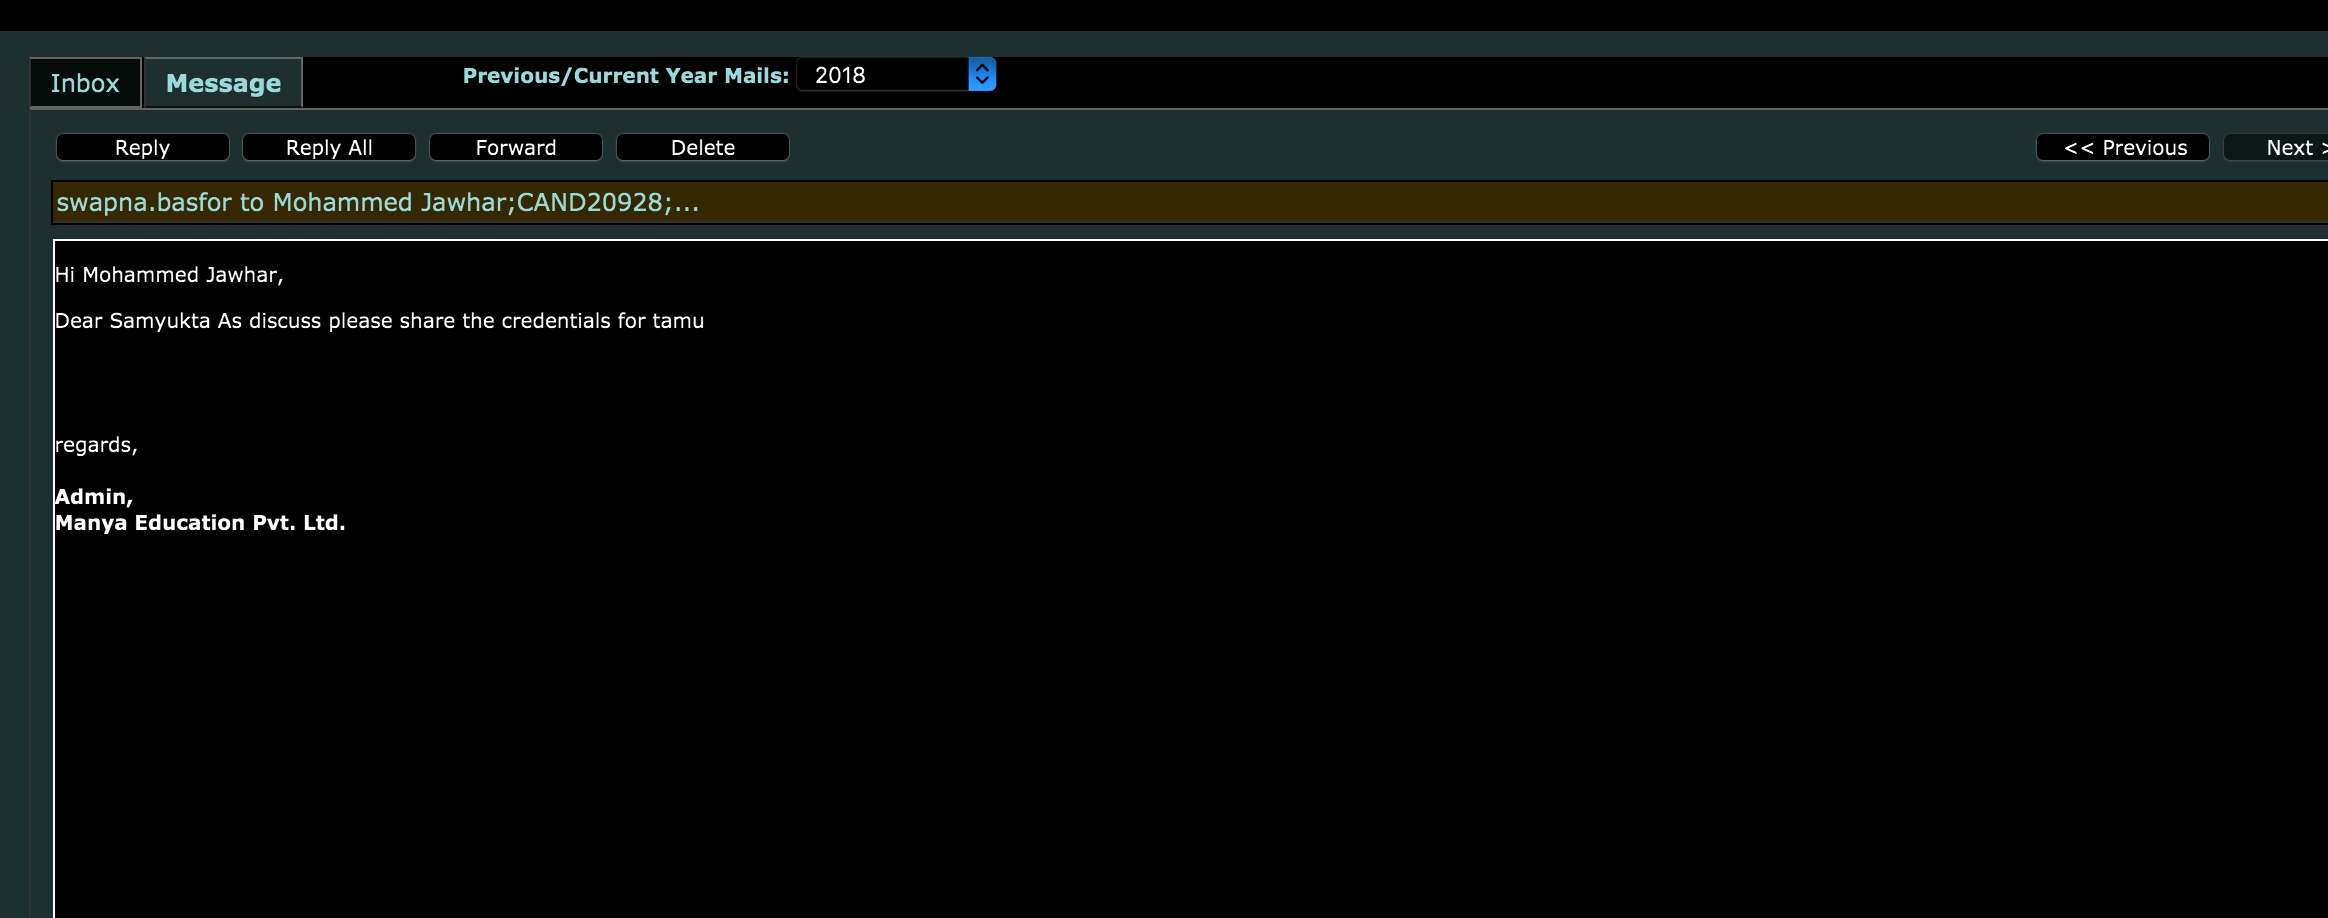 Inbox Message Previous/Current Year Mails: 2018
Reply Reply All Forward Delete << Previous Next >
swapna.basfor to Mohammed Jawhar;CAND20928;...
Hi Mohammed Jawhar,
Dear Samyukta As discuss please share the credentials for tamu
regards,
Admin,
Manya Education Pvt. Ltd.